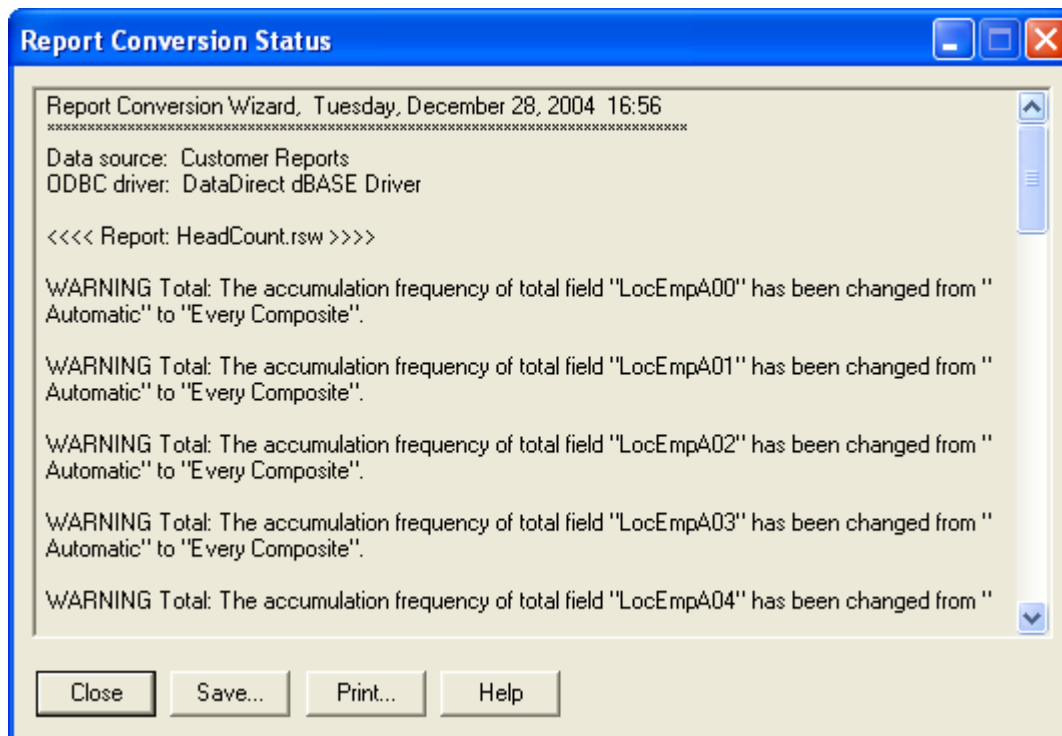 Report Conversion Status
Report Conversion Wizard,  Tuesday, December 28, 2004  16:56
********************************************************************************
Data source:  Customer Reports
ODBC driver:  DataDirect dBASE Driver
<<<< Report: HeadCount.rsw >>>>
WARNING Total: The accumulation frequency of total field "LocEmpA00" has been changed from "
Automatic" to "Every Composite".
WARNING Total: The accumulation frequency of total field "LocEmpA01" has been changed from "
Automatic" to "Every Composite".
WARNING Total: The accumulation frequency of total field "LocEmpA02" has been changed from "
Automatic" to "Every Composite".
WARNING Total: The accumulation frequency of total field "LocEmpA03" has been changed from "
Automatic" to "Every Composite".
WARNING Total: The accumulation frequency of total field "LocEmpA04" has been changed from "
Close Save... Print... Help